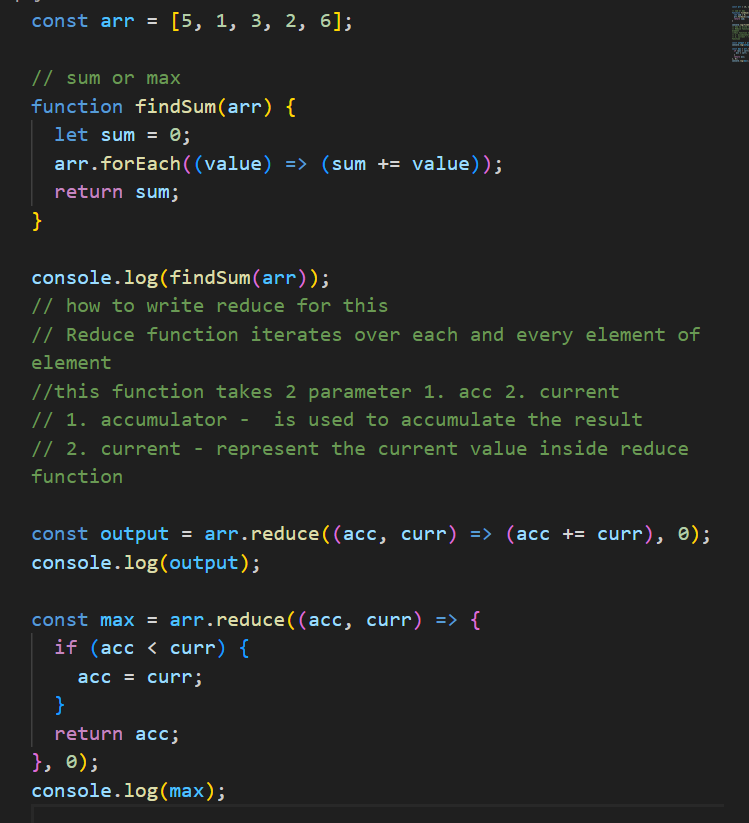 const arr = [5, 1, 3, 2, 6];
// sum or max
function findSum(arr) {
let sum = 0;
arr.forEach((value) => (sum += value));
return sum;
}
console.log(findSum(arr));
// how to write reduce for this
// Reduce function iterates over each and every element of
element
//this function takes 2 parameter 1. acc 2. current
// 1. accumulator -  is used to accumulate the result
// 2. current - represent the current value inside reduce
function
const output = arr.reduce((acc, curr) => (acc += curr), 0);
console.log(output);
const max = arr.reduce((acc, curr) => {
if (acc < curr) {
acc = curr;
}
return acc;
}, 0);
console.log(max);